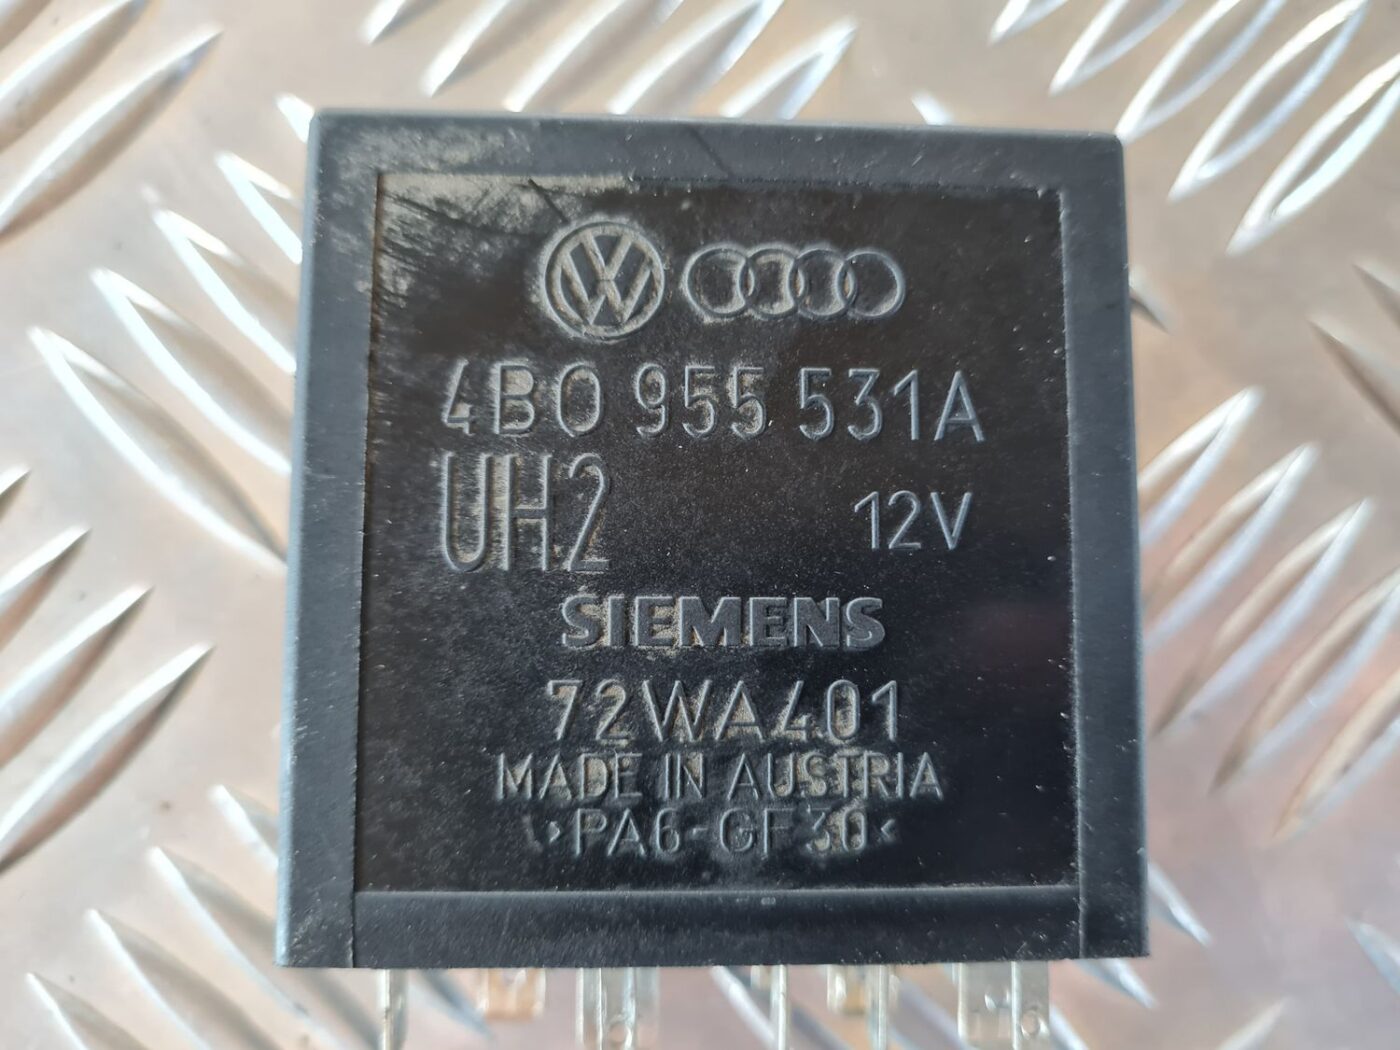 4B0 955 531A
UH2 12V
SIEMENS
72WA401
MADE IN AUSTRIA
>PA6-GF30<